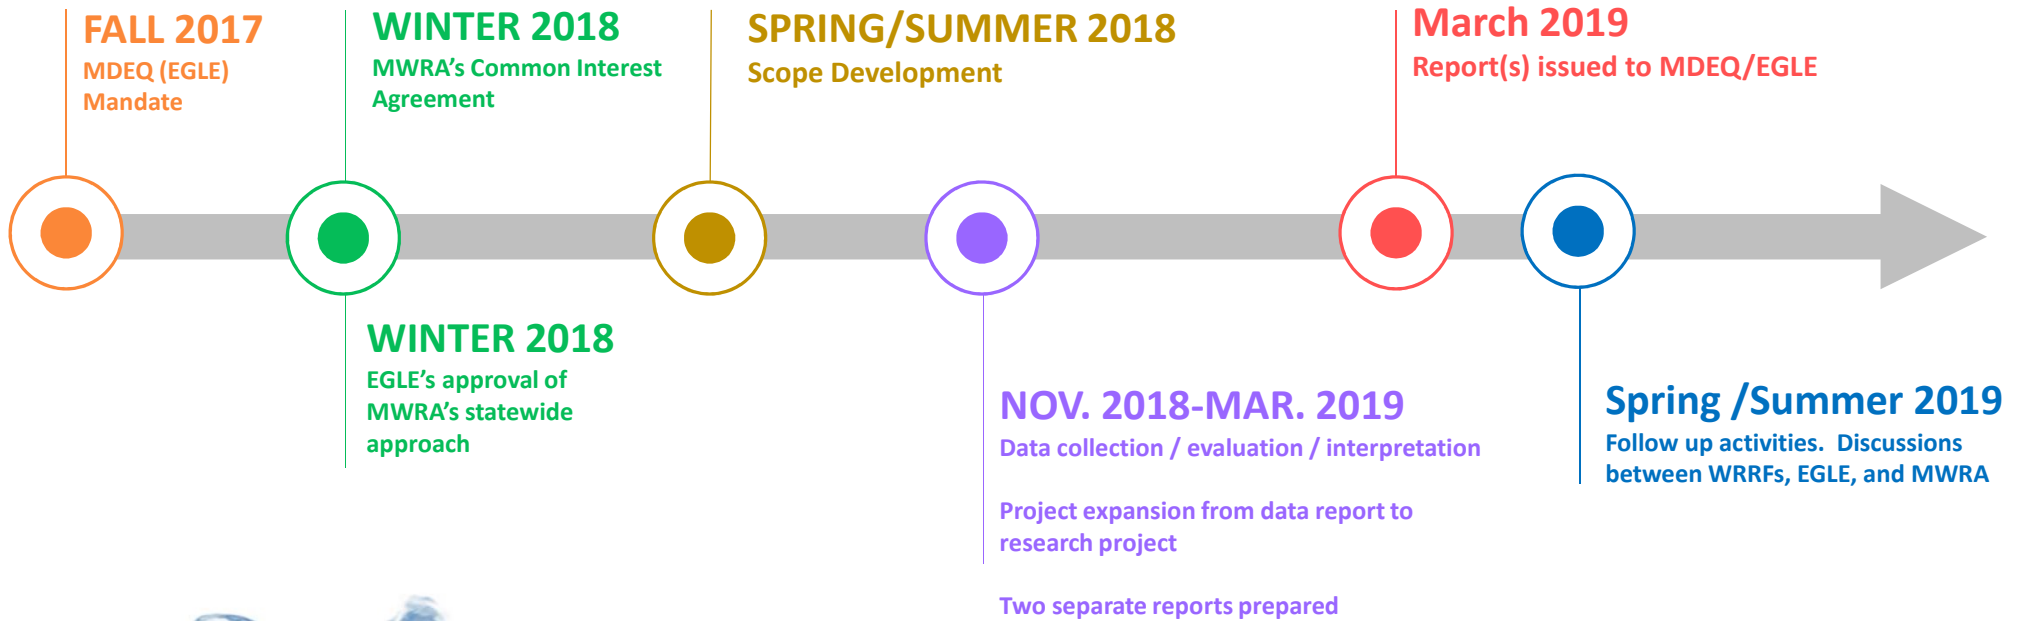 FALL 2017
MDEQ (EGLE)
Mandate
WINTER 2018
MWRA's Common Interest
Agreement
WINTER 2018
EGLE's approval of
MWRA's statewide
approach
SPRING/SUMMER 2018
Scope Development
NOV. 2018-MAR. 2019
Data collection / evaluation / interpretation
Project expansion from data report to
research project
Two separate reports prepared
March 2019
Report(s) issued to MDEQ/EGLE
Spring /Summer 2019
Follow up activities.  Discussions
between WRRFs, EGLE, and MWRA